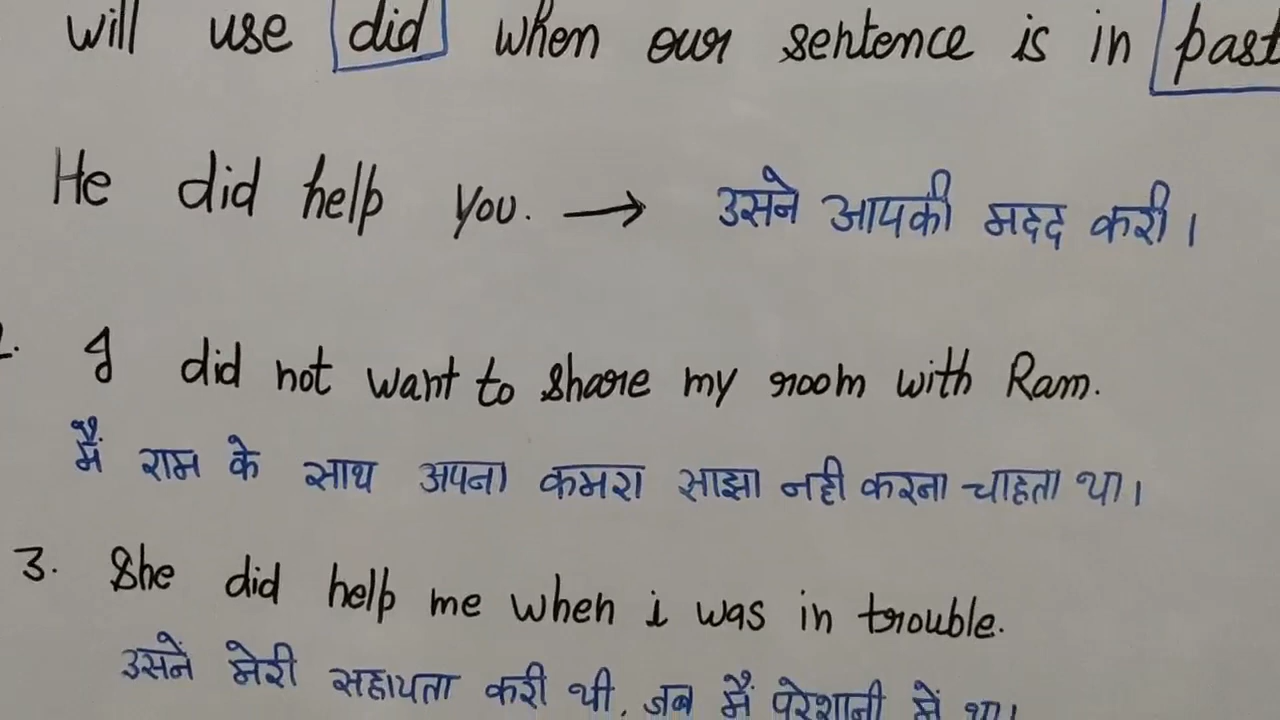 will use did when our sentence is in past
He did help you. → उसने आपकी मदद करी।
2. I did not want to share my room with Ram.
मैं राम के साथ अपना कमरा साझा नही करना चाहता था।
3. She did help me when i was in trouble.
उसनें मेरी सहायता करी थी, जब मैं परेशानी में था।